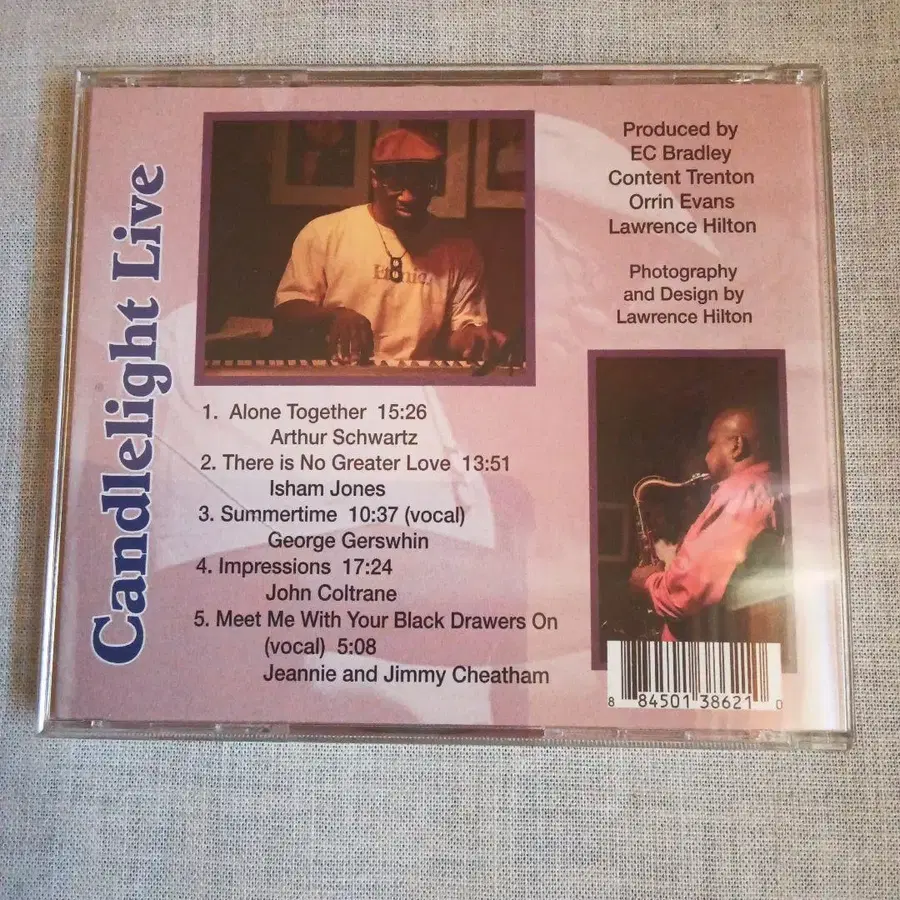 Candlelight Live
Produced by
EC Bradley
Content Trenton
Orrin Evans
Lawrence Hilton
Photography
and Design by
Lawrence Hilton
1. Alone Together 15:26
Arthur Schwartz
2. There is No Greater Love 13:51
Isham Jones
3. Summertime 10:37 (vocal)
George Gerswhin
4. Impressions 17:24
John Coltrane
5. Meet Me With Your Black Drawers On
(vocal) 5:08
Jeannie and Jimmy Cheatham
8 84501 38621 0